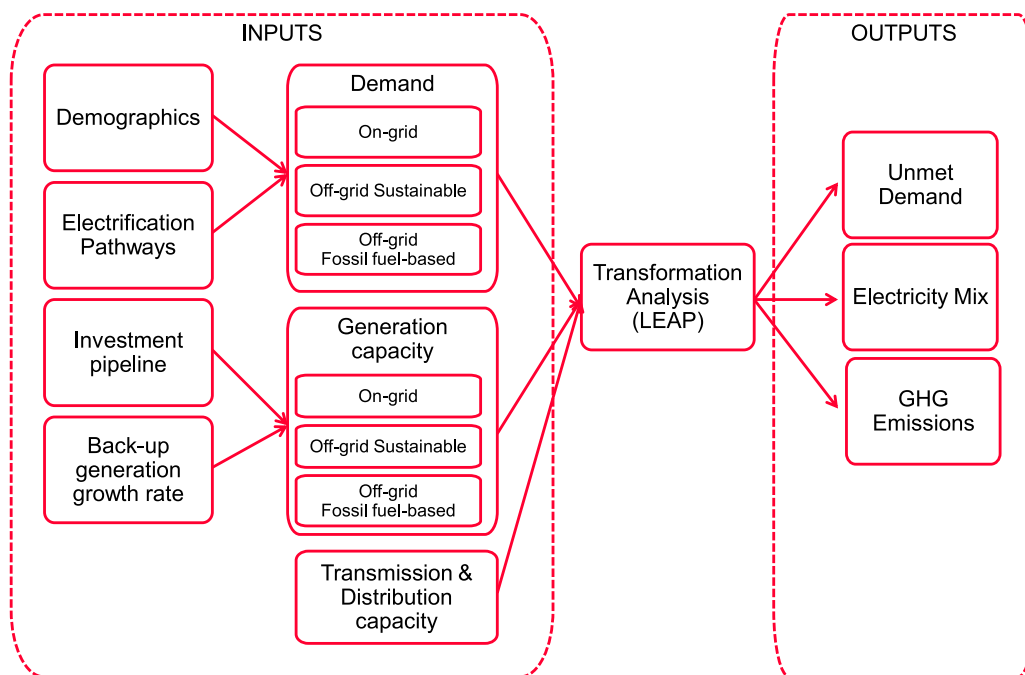 INPUTS
Demographics
Electrification
Pathways
Investment
pipeline
Back-up
generation
growth rate
Demand
On-grid
Off-grid Sustainable
Off-grid
Fossil fuel-based
Generation
capacity
On-grid
Off-grid Sustainable
Off-grid
Fossil fuel-based
Transmission &
Distribution
capacity
Transformation
Analysis
(LEAP)
OUTPUTS
Unmet
Demand
Electricity Mix
GHG
Emissions